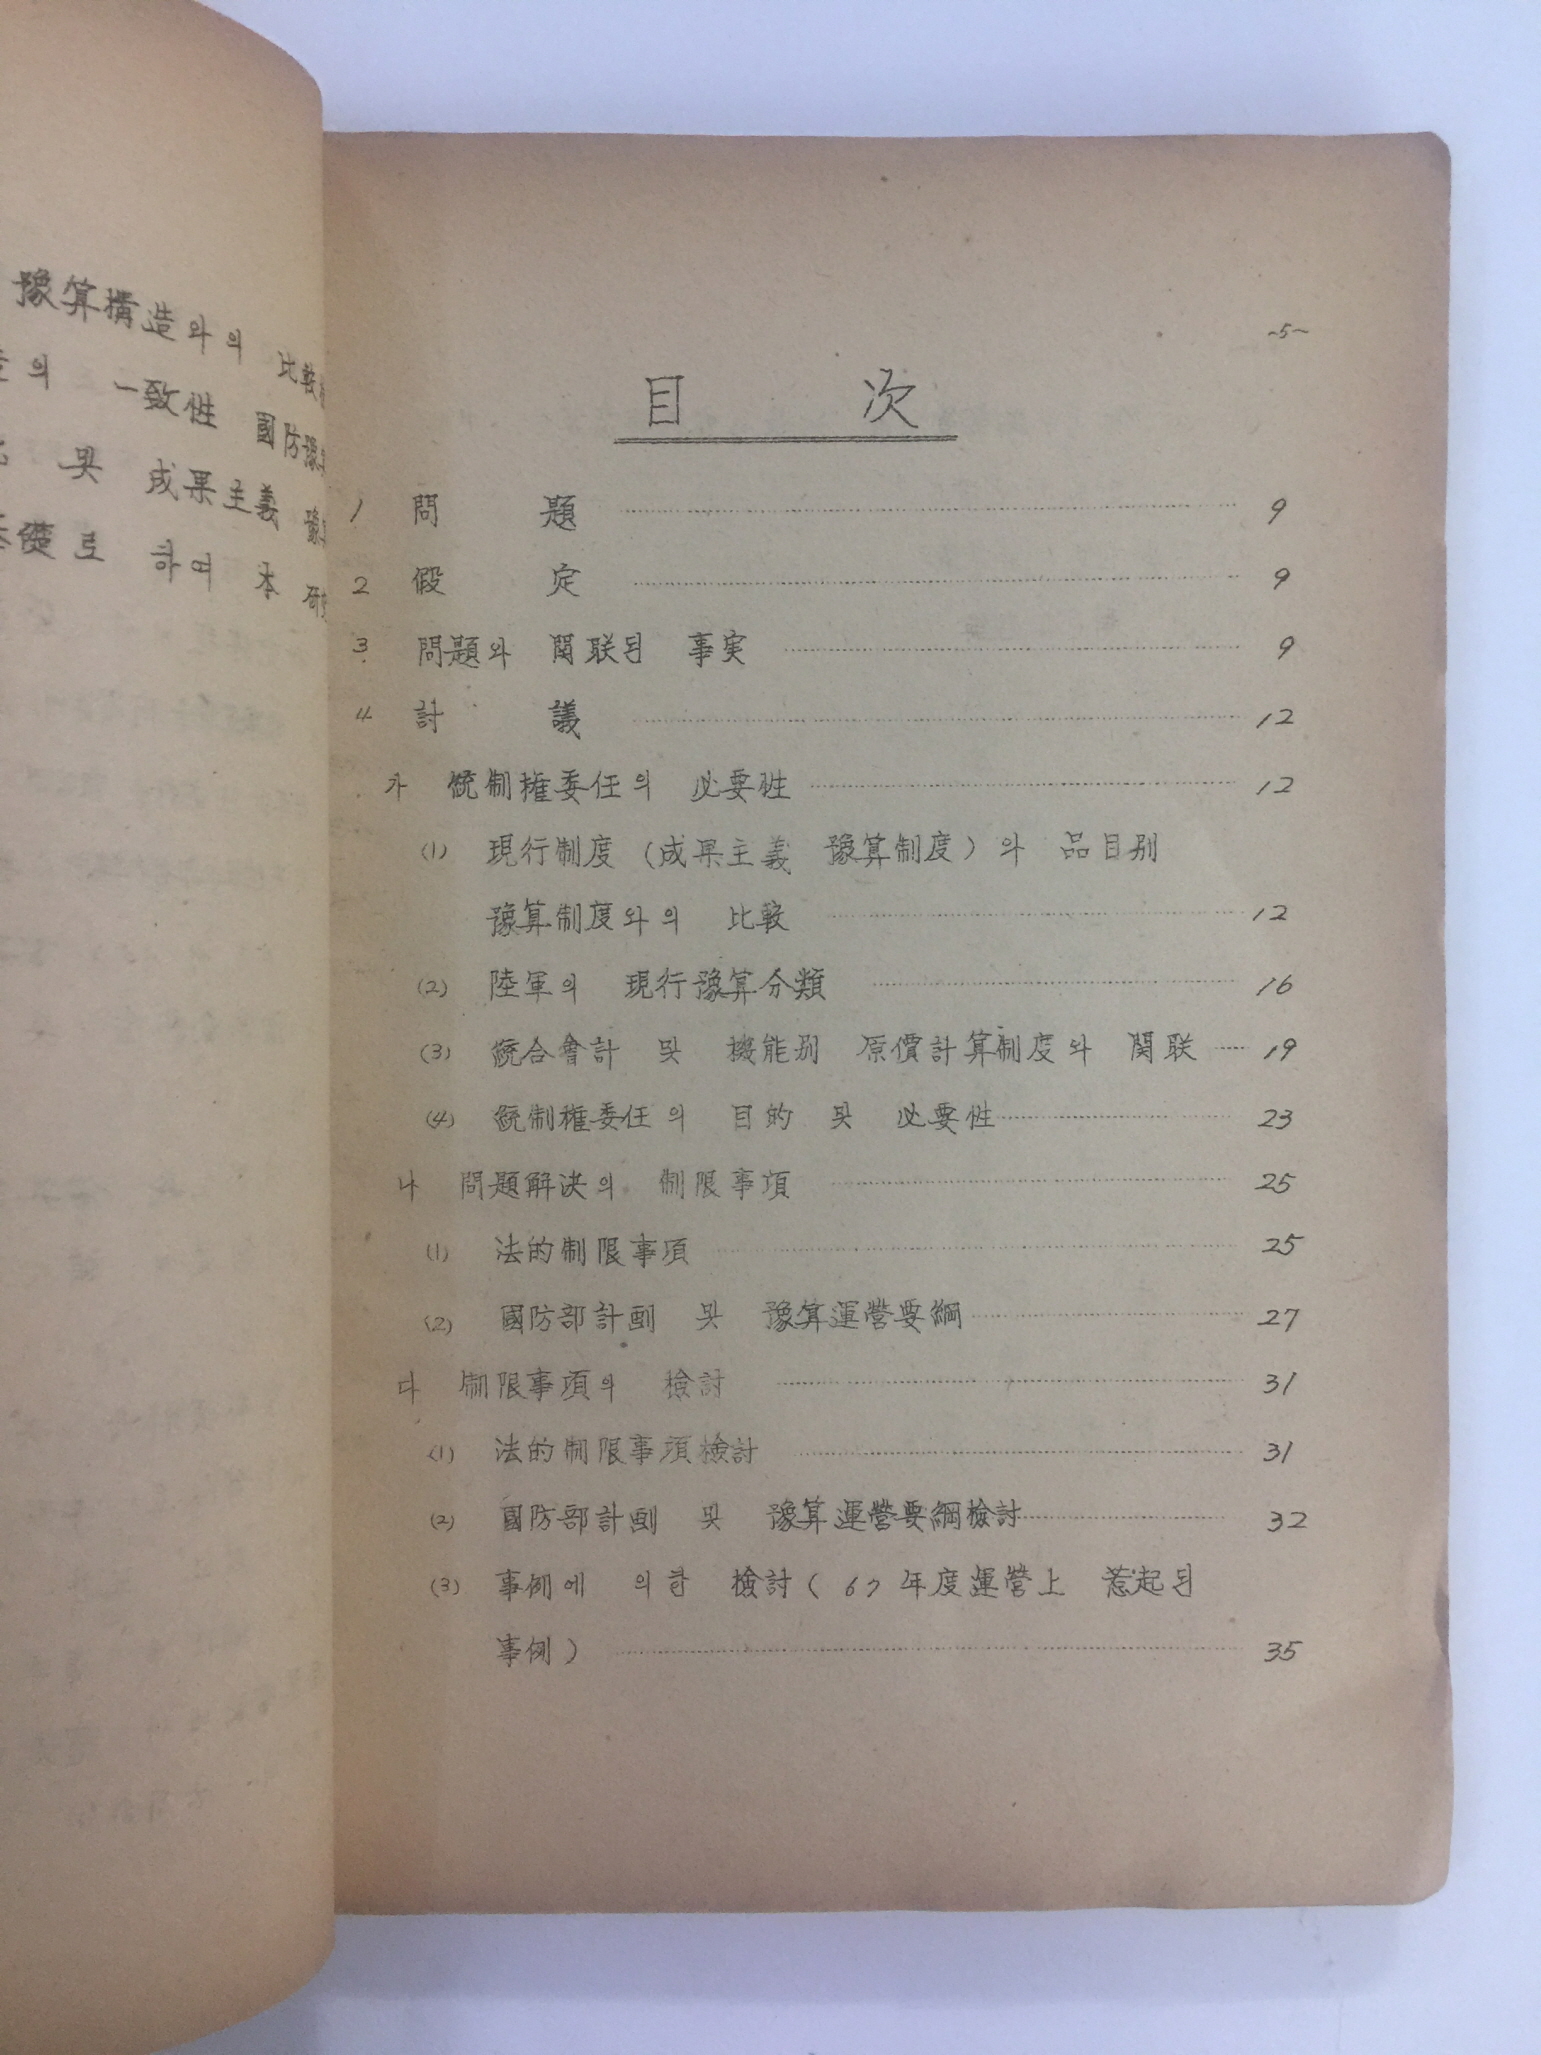 豫算構造와의 比較
의 一致性 國防豫算
및 成果主義 豫算
基礎로 하여 本 研
~5~
目 次
1 問 題 9
2 假 定 9
3 問題와 関联된 事実 9
4 討 議 12
가 統制權委任의 必要性 12
(1) 現行制度 (成果主義 豫算制度)와 品目別
豫算制度와의 比較 12
(2) 陸軍의 現行豫算分類 16
(3) 統合會計 및 機能別 原價計算制度와 関联 19
(4) 統制權委任의 目的 및 必要性 23
나 問題解決의 制限事項 25
(1) 法的制限事項 25
(2) 國防部計劃 및 豫算運營要綱 27
다 制限事項의 檢討 31
(1) 法的制限事項檢討 31
(2) 國防部計劃 및 豫算運營要綱檢討 32
(3) 事例에 의한 檢討(67年度運營上 惹起된
事例) 35